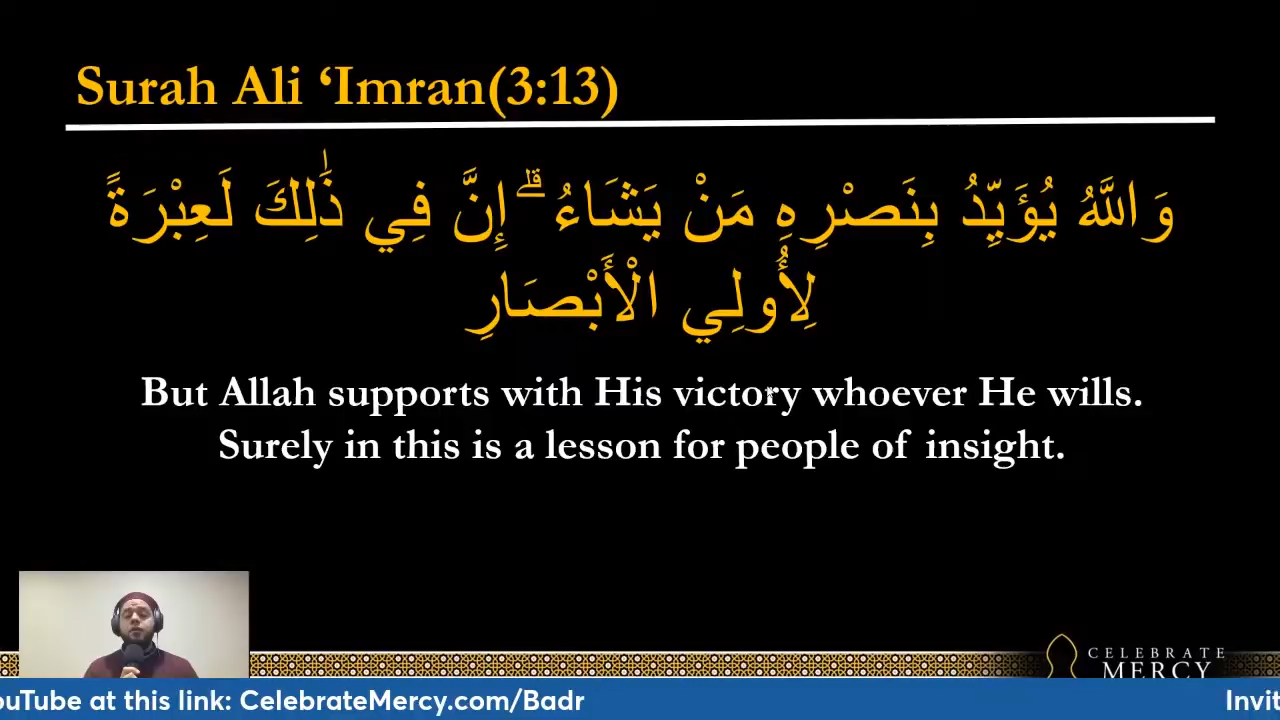 Surah Ali ‘Imran(3:13)
وَاللَّهُ يُؤَيِّدُ بِنَصْرِهِ مَنْ يَشَاءُ ۗ إِنَّ فِي ذَٰلِكَ لَعِبْرَةً
لِأُولِي الْأَبْصَارِ
But Allah supports with His victory whoever He wills.
Surely in this is a lesson for people of insight.
CELEBRATE
MERCY
ouTube at this link: CelebrateMercy.com/Badr
Invit